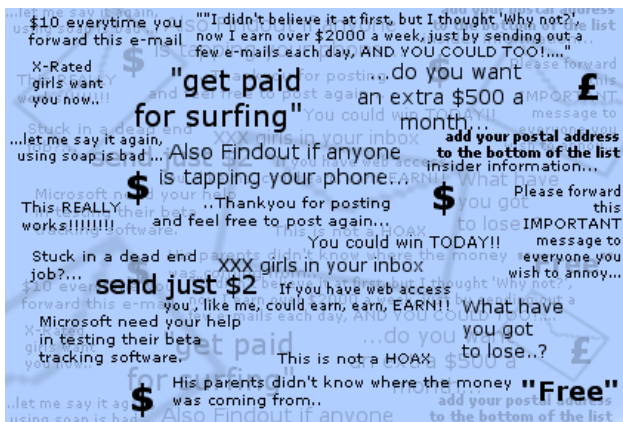 $10 everytime you
forward this e-mail
""I didn't believe it at first, but I thought 'Why not?',
now I earn over $2000 a week, just by sending out a
few e-mails each day, AND YOU COULD TOO!...."
X-Rated
girls want
you now..
"get paid
for surfing"
...do you want
an extra $500 a
month...
£
...let me say it again,
using soap is bad...
Also Findout if anyone
is tapping your phone...
add your postal address
to the bottom of the list
insider information...
$
$
This REALLY
works!!!!!!!!!
..Thankyou for posting
and feel free to post again...
Please forward
this
IMPORTANT
message to
everyone you
wish to annoy...
You could win TODAY!!
Stuck in a dead end
job?...
XXX girls in your inbox
send just $2
If you have web access
you , like me, could earn, earn, EARN!!
What have
you got
to lose..?
Microsoft need your help
in testing their beta
tracking software.
This is not a HOAX
$
His parents didn't know where the money
was coming from..
"Free"